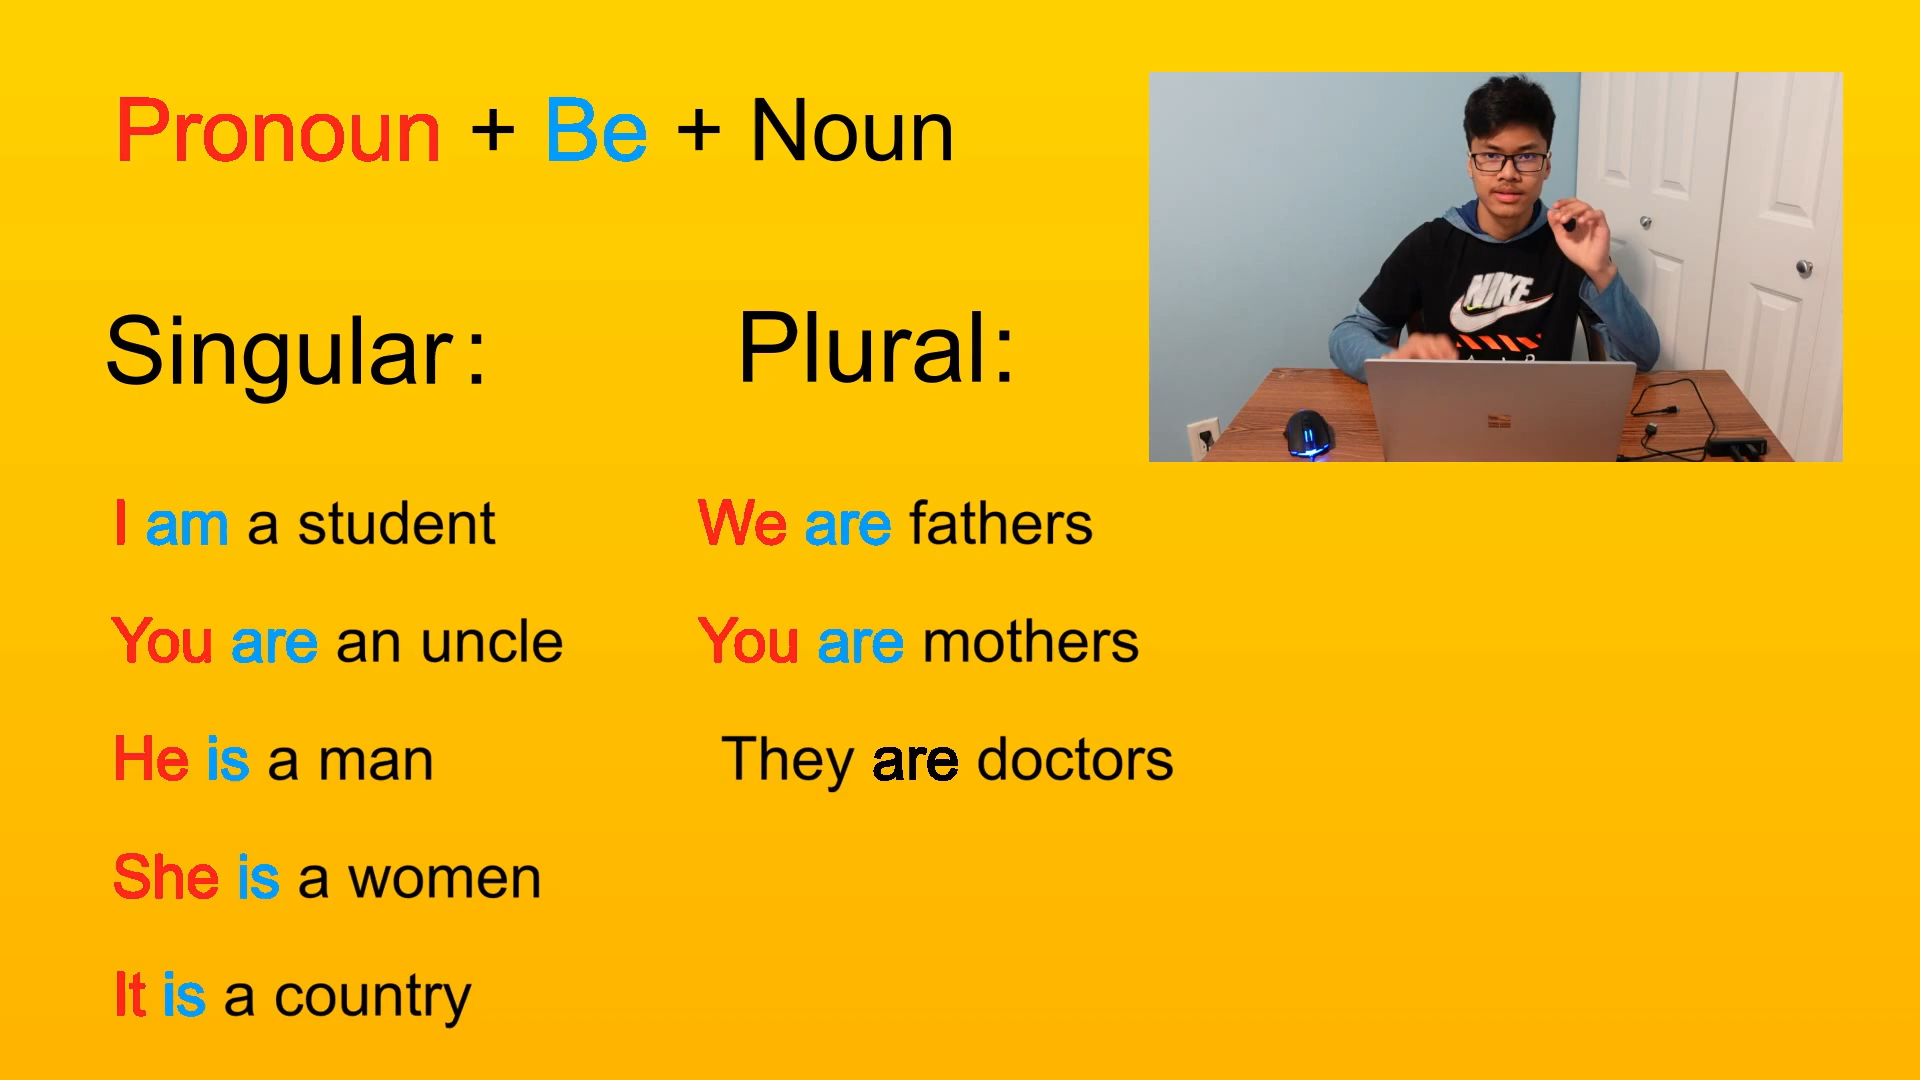 Pronoun + Be + Noun
Singular:
I am a student
You are an uncle
He is a man
She is a women
It is a country
Plural:
We are fathers
You are mothers
They are doctors
NIKE